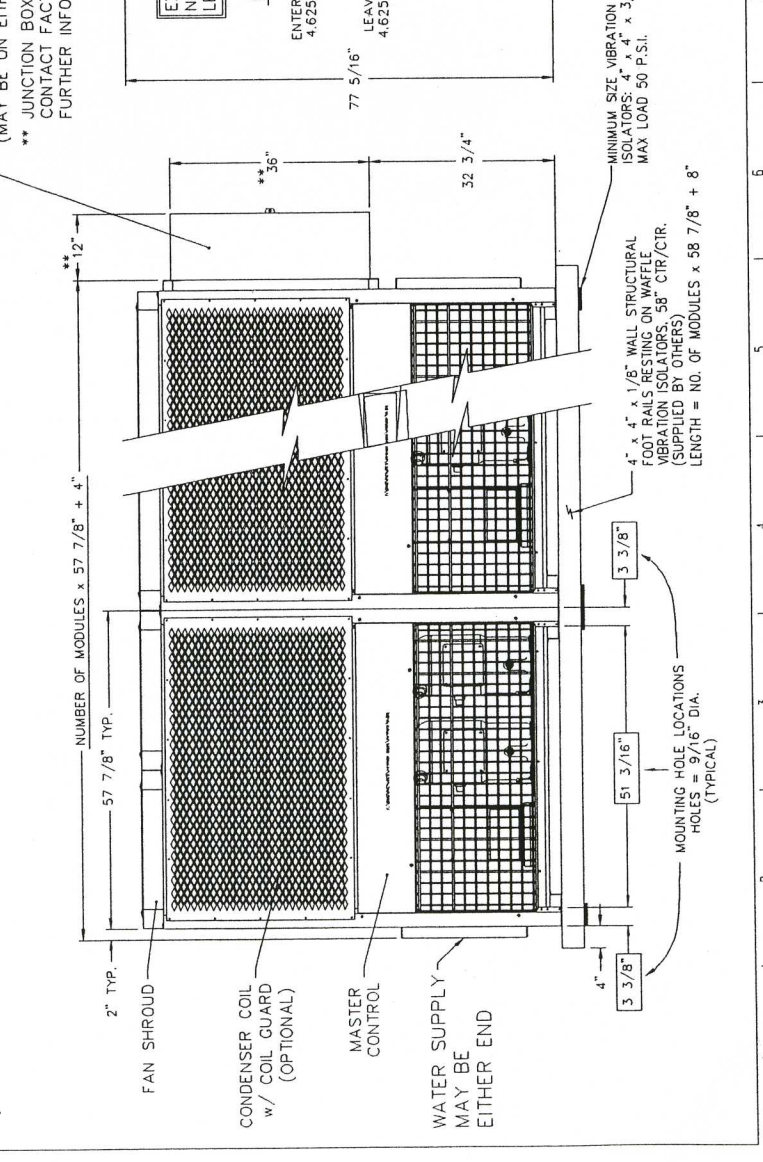 (MAY BE ON EITH
** JUNCTION BOX
CONTACT FACT
FURTHER INFO
ENTER
4.625
LEAV
4.625
77 5/16"
MINIMUM SIZE VIBRATION
ISOLATORS: 4" x 4" x 3
MAX LOAD 50 P.S.I.
**
12"
**
36"
32 3/4"
NUMBER OF MODULES x 57 7/8" + 4"
57 7/8" TYP.
2" TYP.
FAN SHROUD
CONDENSER COIL
w/ COIL GUARD
(OPTIONAL)
MASTER
CONTROL
WATER SUPPLY
MAY BE
EITHER END
4" x 4" x 1/8" WALL STRUCTURAL
FOOT RAILS RESTING ON WAFFLE
VIBRATION ISOLATORS, 58" CTR/CTR.
(SUPPLIED BY OTHERS)
LENGTH = NO. OF MODULES x 58 7/8" + 8"
4"
3 3/8"
51 3/16"
3 3/8"
MOUNTING HOLE LOCATIONS
HOLES = 9/16" DIA.
(TYPICAL)
3
4
5
6